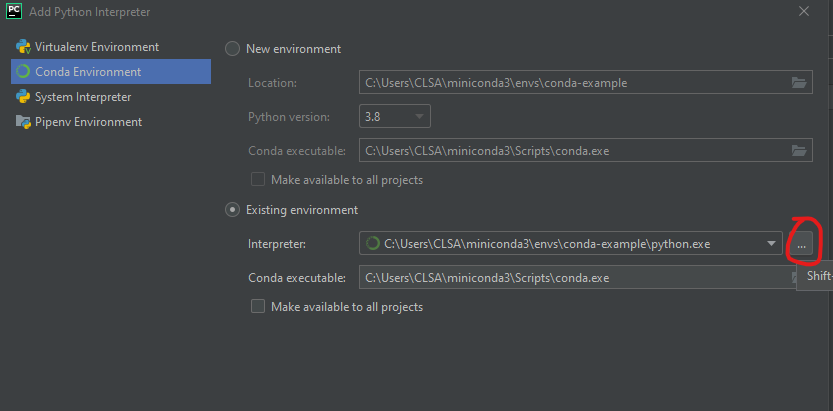 PC Add Python Interpreter
Virtualenv Environment
Conda Environment
System Interpreter
Pipenv Environment
New environment
Location: C:\Users\CLSA\miniconda3\envs\conda-example
Python version: 3.8
Conda executable: C:\Users\CLSA\miniconda3\Scripts\conda.exe
Make available to all projects
Existing environment
Interpreter: C:\Users\CLSA\miniconda3\envs\conda-example\python.exe ...
Conda executable: C:\Users\CLSA\miniconda3\Scripts\conda.exe
Shift-
Make available to all projects